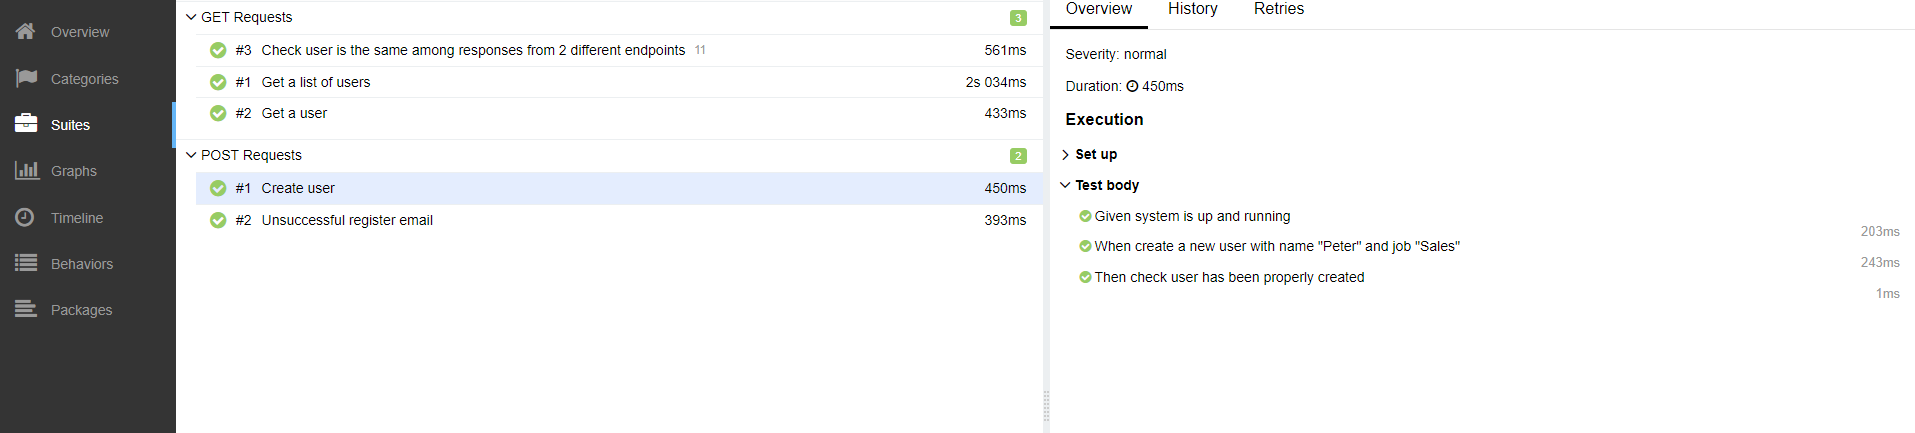 Overview
Categories
Suites
Graphs
Timeline
Behaviors
Packages
GET Requests 3
#3 Check user is the same among responses from 2 different endpoints 11 561ms
#1 Get a list of users 2s 034ms
#2 Get a user 433ms
POST Requests 2
#1 Create user 450ms
#2 Unsuccessful register email 393ms
Overview History Retries
Severity: normal
Duration: 450ms
Execution
Set up
Test body
Given system is up and running
203ms
When create a new user with name "Peter" and job "Sales"
243ms
Then check user has been properly created
1ms